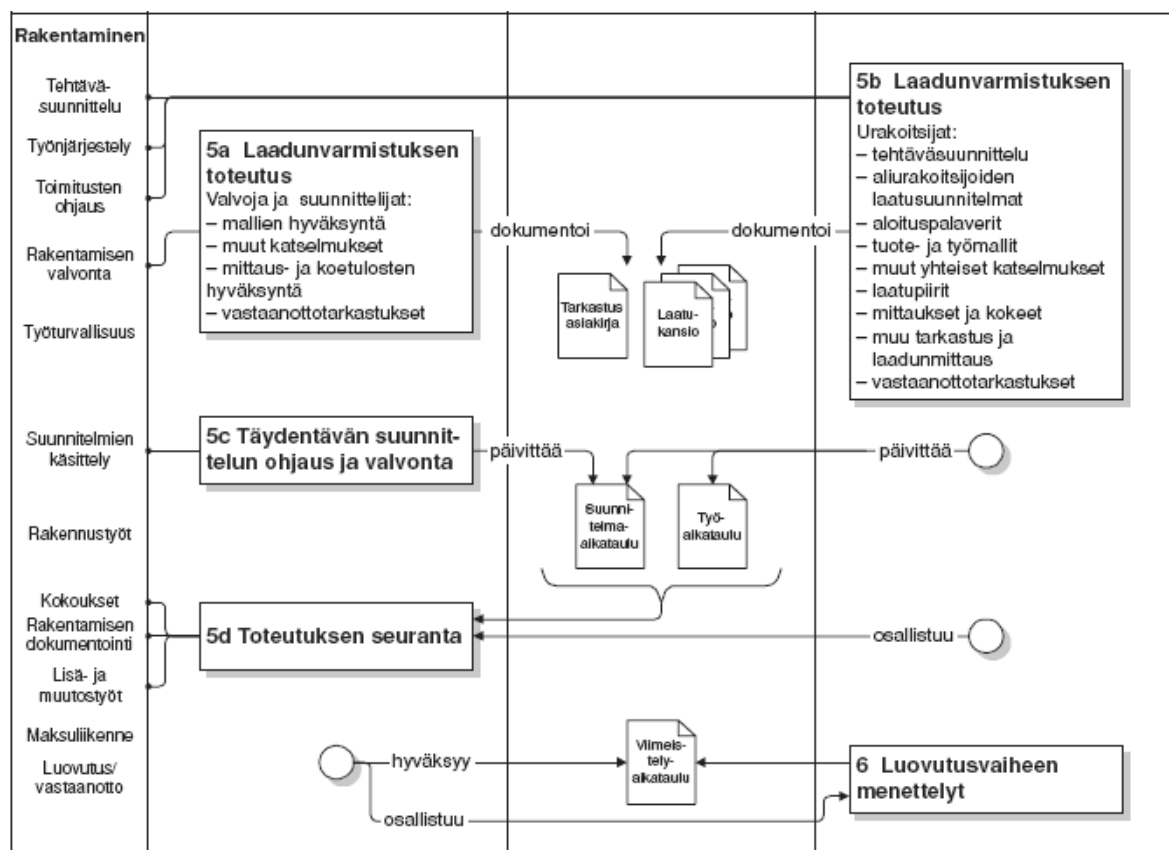 Rakentaminen
Tehtävä-
suunnittelu
Työnjärjestely
Toimitusten
ohjaus
Rakentamisen
valvonta
Työturvallisuus
Suunnitelmien
käsittely
Rakennustyöt
Kokoukset
Rakentamisen
dokumentointi
Lisä- ja
muutostyöt
Maksuliikenne
Luovutus/
vastaanotto
5a Laadunvarmistuksen
toteutus
Valvoja ja suunnittelijat:
– mallien hyväksyntä
– muut katselmukset
– mittaus- ja koetulosten
hyväksyntä
– vastaanottotarkastukset
dokumentoi
dokumentoi
Tarkastus
asiakirja
Laatu-
kansio
5b Laadunvarmistuksen
toteutus
Urakoitsijat:
– tehtäväsuunnittelu
– aliurakoitsijoiden
laatusuunnitelmat
– aloituspalaverit
– tuote- ja työmallit
– muut yhteiset katselmukset
– laatupiirit
– mittaukset ja kokeet
– muu tarkastus ja
laadunmittaus
– vastaanottotarkastukset
5c Täydentävän suunnit-
telun ohjaus ja valvonta
päivittää
päivittää
Suunni-
telma-
aikataulu
Työ-
aikataulu
5d Toteutuksen seuranta
osallistuu
hyväksyy
Viimeis-
tely-
aikataulu
6 Luovutusvaiheen
menettelyt
osallistuu